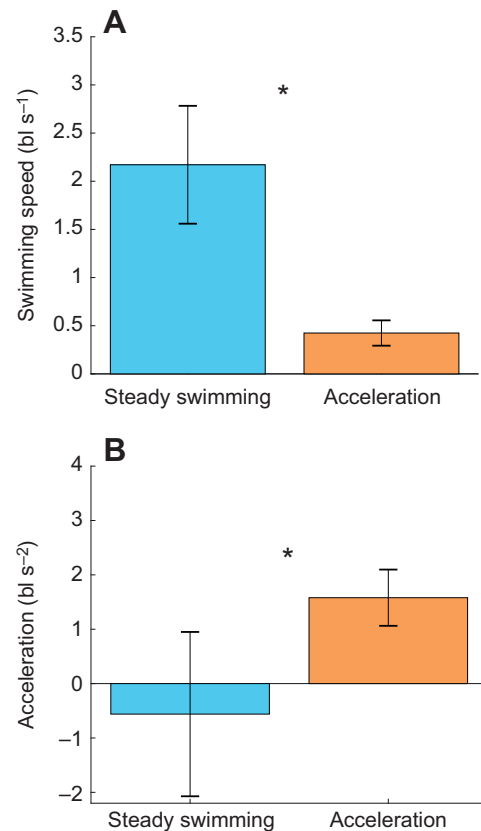 A
3.5
3
2.5
2
1.5
1
0.5
0
Swimming speed (bl s⁻¹)
*
Steady swimming Acceleration
B
4
3
2
1
0
–1
–2
Acceleration (bl s⁻²)
*
Steady swimming Acceleration